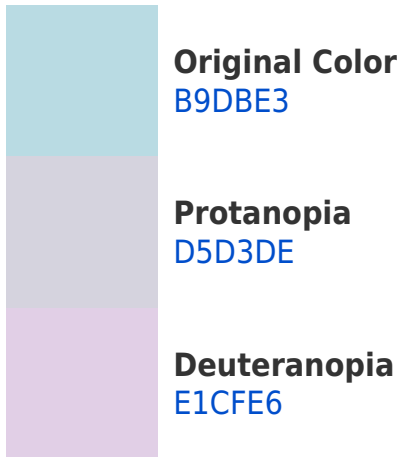 Original Color
B9DBE3
Protanopia
D5D3DE
Deuteranopia
E1CFE6